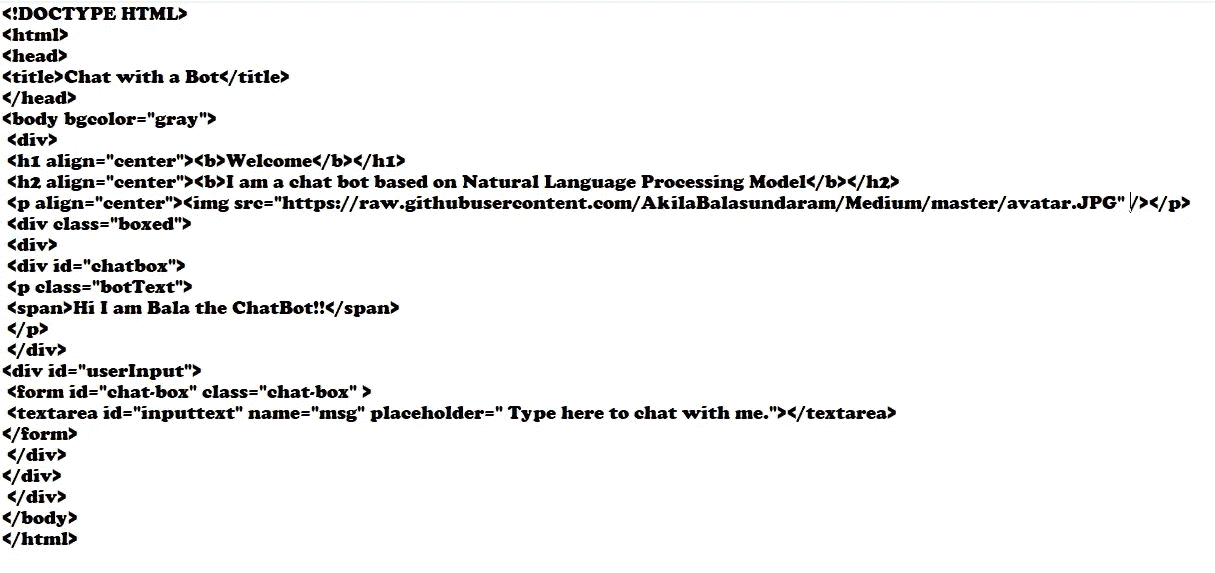 <!DOCTYPE HTML>
<html>
<head>
<title>Chat with a Bot</title>
</head>
<body bgcolor="gray">
<div>
<h1 align="center"><b>Welcome</b></h1>
<h2 align="center"><b>I am a chat bot based on Natural Language Processing Model</b></h2>
<p align="center"><img src="https://raw.githubusercontent.com/AkilaBalasundaram/Medium/master/avatar.JPG" /></p>
<div class="boxed">
<div>
<div id="chatbox">
<p class="botText">
<span>Hi I am Bala the ChatBot!!</span>
</p>
</div>
<div id="userInput">
<form id="chat-box" class="chat-box" >
<textarea id="inputtext" name="msg" placeholder=" Type here to chat with me."></textarea>
</form>
</div>
</div>
</div>
</body>
</html>